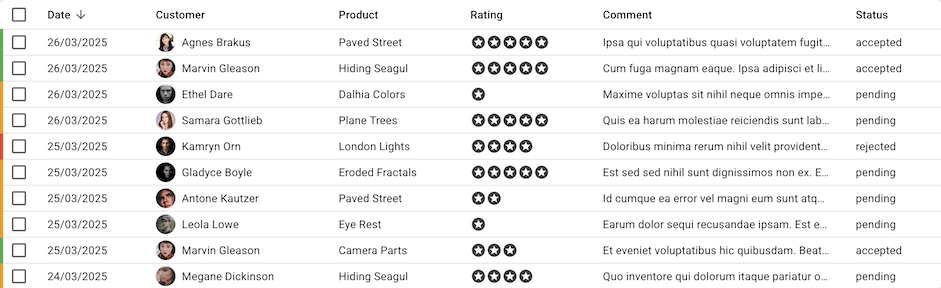 Date Customer Product Rating Comment Status
26/03/2025 Agnes Brakus Paved Street Ipsa qui voluptatibus quasi voluptatem fugit… accepted
26/03/2025 Marvin Gleason Hiding Seagul Cum fuga magnam eaque. Ipsa adipisci et li… accepted
26/03/2025 Ethel Dare Dalhia Colors Maxime voluptas sit nihil neque omnis impe… pending
26/03/2025 Samara Gottlieb Plane Trees Quis ea harum molestiae reiciendis sunt lab… pending
25/03/2025 Kamryn Orn London Lights Doloribus minima rerum nihil velit provident… rejected
25/03/2025 Gladyce Boyle Eroded Fractals Est sed sed nihil sunt dignissimos non ex. E… pending
25/03/2025 Antone Kautzer Paved Street Id cumque ea error vel magni eum sunt atq… pending
25/03/2025 Leola Lowe Eye Rest Earum dolor sequi recusandae ipsam. Est e… pending
25/03/2025 Marvin Gleason Camera Parts Et eveniet voluptatibus hic quibusdam. Beat… accepted
24/03/2025 Megane Dickinson Hiding Seagul Quo inventore qui dolorum itaque pariatur o… pending